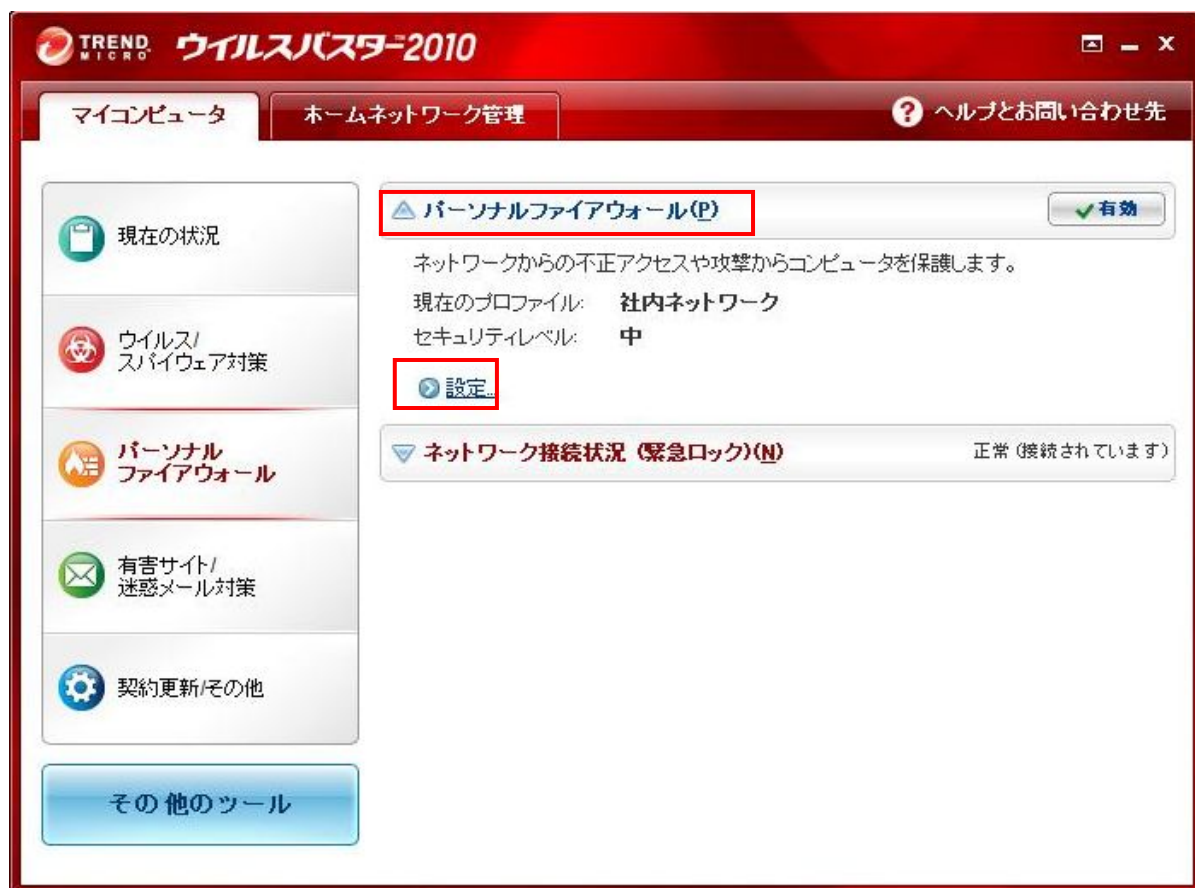 TREND MICRO ウイルスバスター2010
マイコンピュータ
ホームネットワーク管理
? ヘルプとお問い合わせ先
現在の状況
ウイルス/
スパイウェア対策
パーソナル
ファイアウォール
有害サイト/
迷惑メール対策
契約更新/その他
その他のツール
パーソナルファイアウォール(P)
有効
ネットワークからの不正アクセスや攻撃からコンピュータを保護します。
現在のプロファイル: 社内ネットワーク
セキュリティレベル: 中
設定...
ネットワーク接続状況 (緊急ロック)(N)
正常 (接続されています)